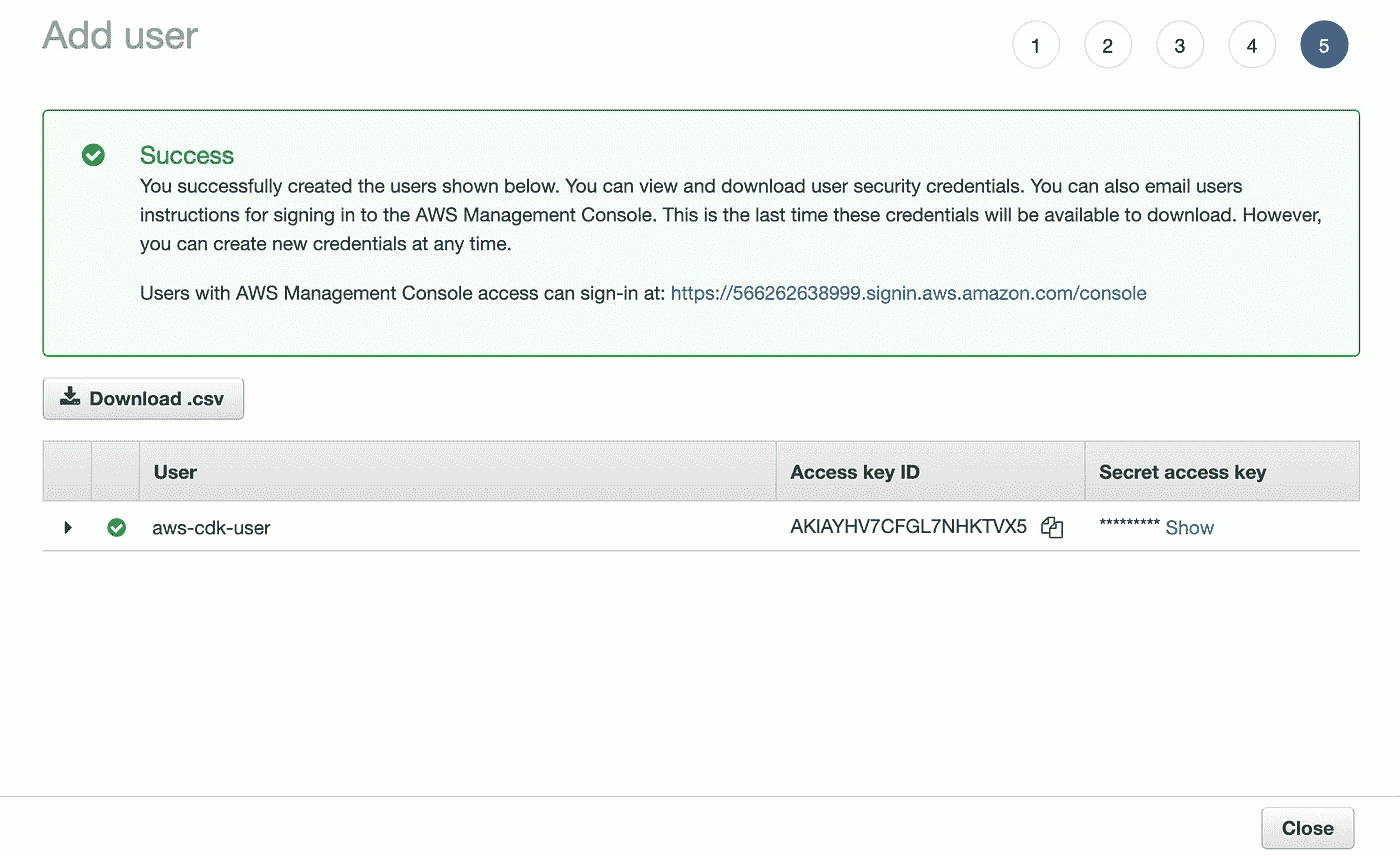 Add user
1 2 3 4 5
Success
You successfully created the users shown below. You can view and download user security credentials. You can also email users
instructions for signing in to the AWS Management Console. This is the last time these credentials will be available to download. However,
you can create new credentials at any time.
Users with AWS Management Console access can sign-in at: https://566262638999.signin.aws.amazon.com/console
Download .csv
User Access key ID Secret access key
aws-cdk-user AKIAYHV7CFGL7NHKTVX5 ********* Show
Close